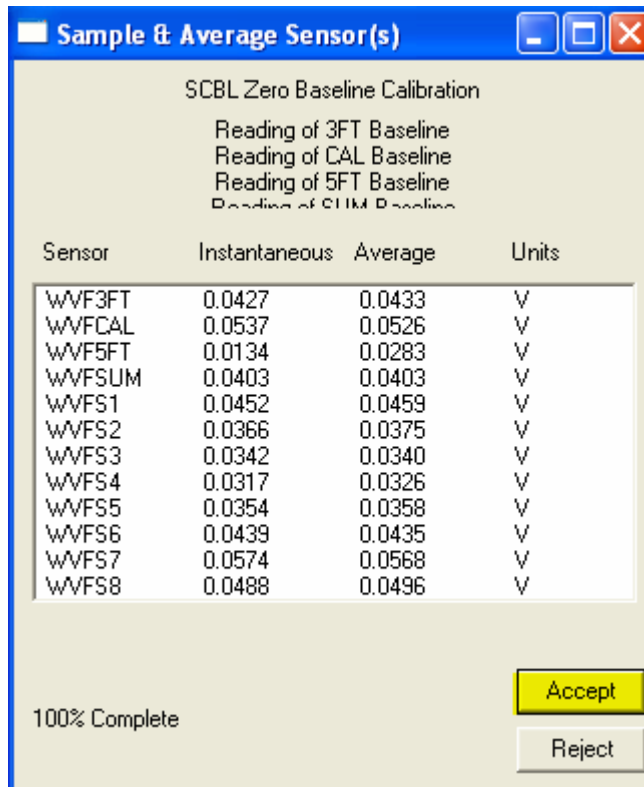 Sample & Average Sensor(s)
SCBL Zero Baseline Calibration
Reading of 3FT Baseline
Reading of CAL Baseline
Reading of 5FT Baseline
Reading of SUM Baseline
Sensor Instantaneous Average Units
WVF3FT 0.0427 0.0433 V
WVFCAL 0.0537 0.0526 V
WVF5FT 0.0134 0.0283 V
WVFSUM 0.0403 0.0403 V
WVFS1 0.0452 0.0459 V
WVFS2 0.0366 0.0375 V
WVFS3 0.0342 0.0340 V
WVFS4 0.0317 0.0326 V
WVFS5 0.0354 0.0358 V
WVFS6 0.0439 0.0435 V
WVFS7 0.0574 0.0568 V
WVFS8 0.0488 0.0496 V
Accept
100% Complete
Reject